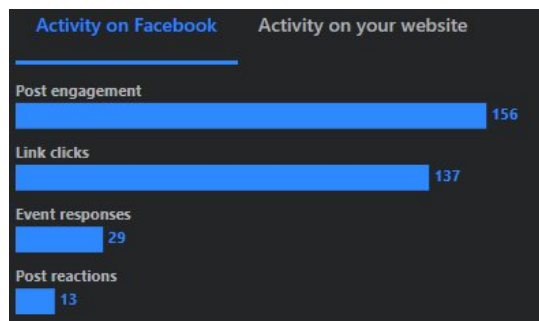 Activity on Facebook Activity on your website
Post engagement
156
Link clicks
137
Event responses
29
Post reactions
13